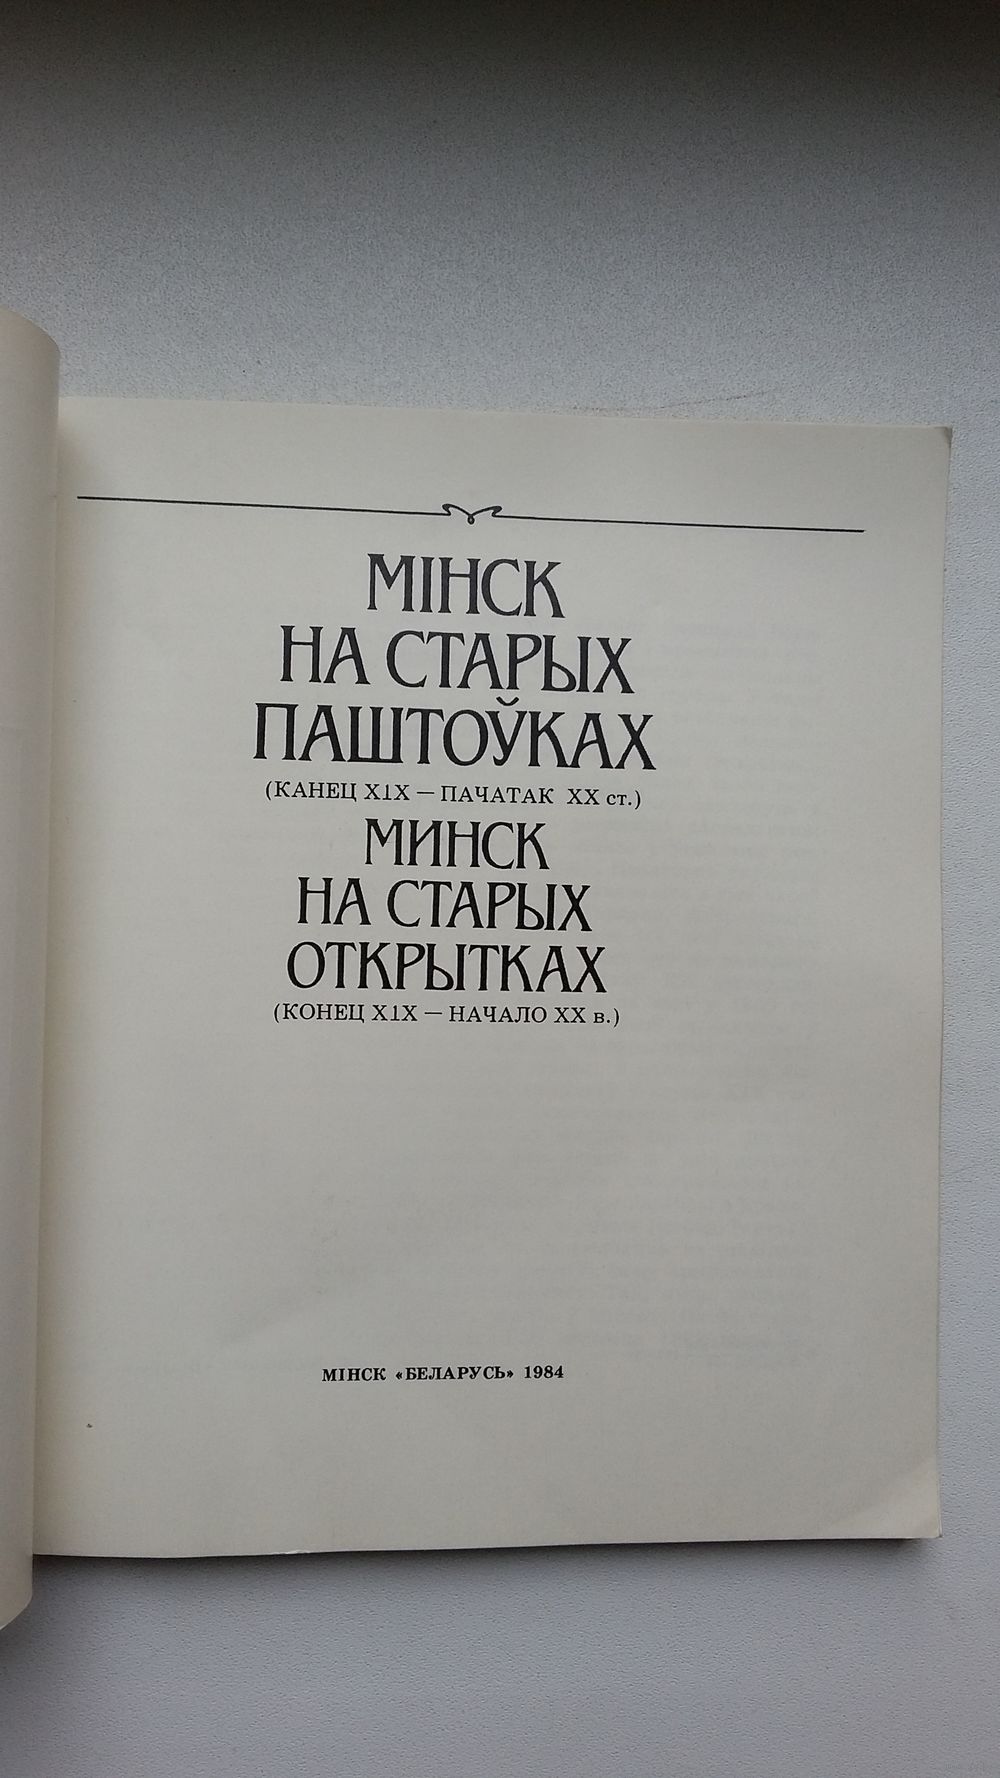 МІНСК
НА СТАРЫХ
ПАШТОЎКАХ
(КАНЕЦ XIX — ПАЧАТАК XX ст.)
МИНСК
НА СТАРЫХ
ОТКРЫТКАХ
(КОНЕЦ XIX — НАЧАЛО XX в.)
МІНСК «БЕЛАРУСЬ» 1984